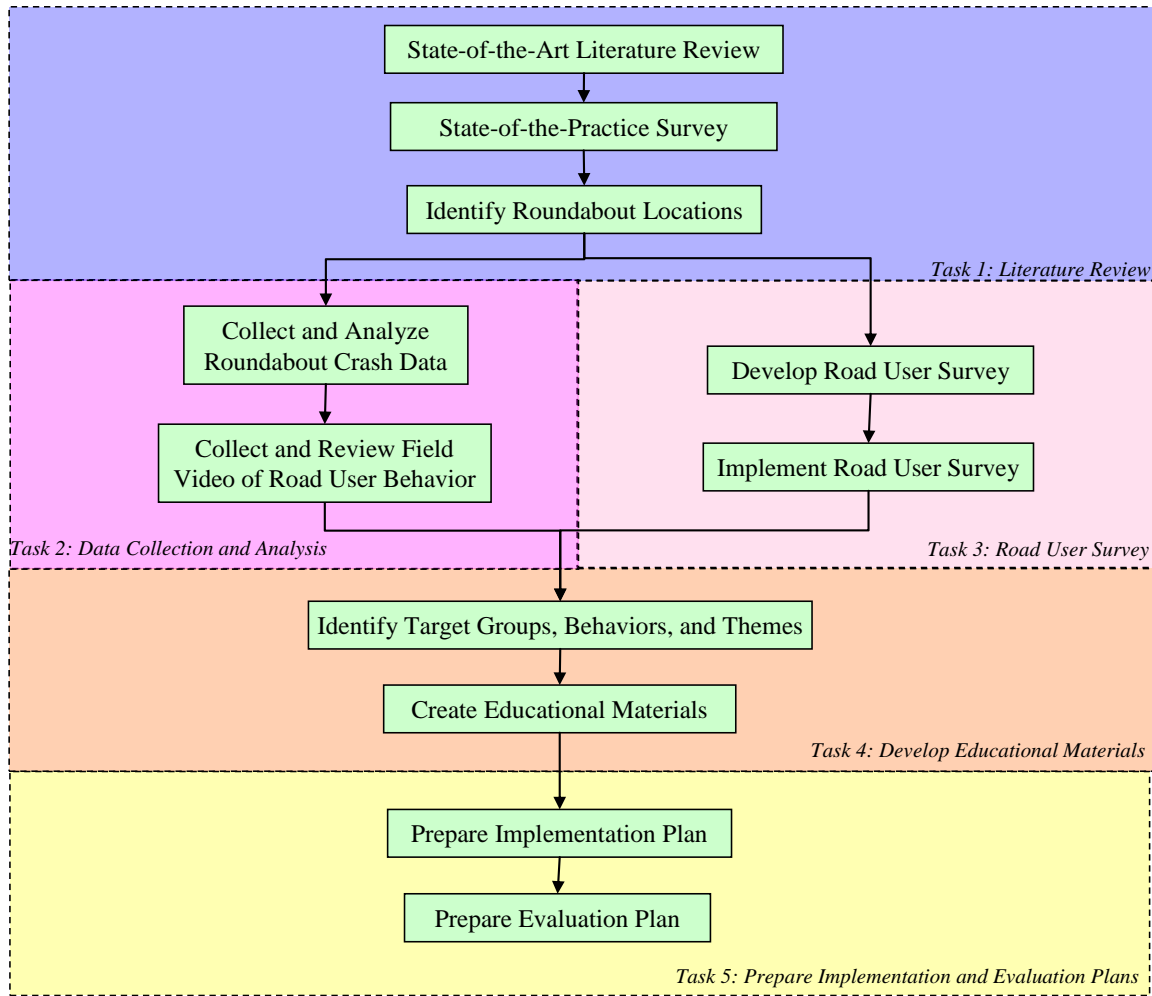 State-of-the-Art Literature Review
State-of-the-Practice Survey
Identify Roundabout Locations
Task 1: Literature Review
Collect and Analyze
Roundabout Crash Data
Collect and Review Field
Video of Road User Behavior
Task 2: Data Collection and Analysis
Develop Road User Survey
Implement Road User Survey
Task 3: Road User Survey
Identify Target Groups, Behaviors, and Themes
Create Educational Materials
Task 4: Develop Educational Materials
Prepare Implementation Plan
Prepare Evaluation Plan
Task 5: Prepare Implementation and Evaluation Plans